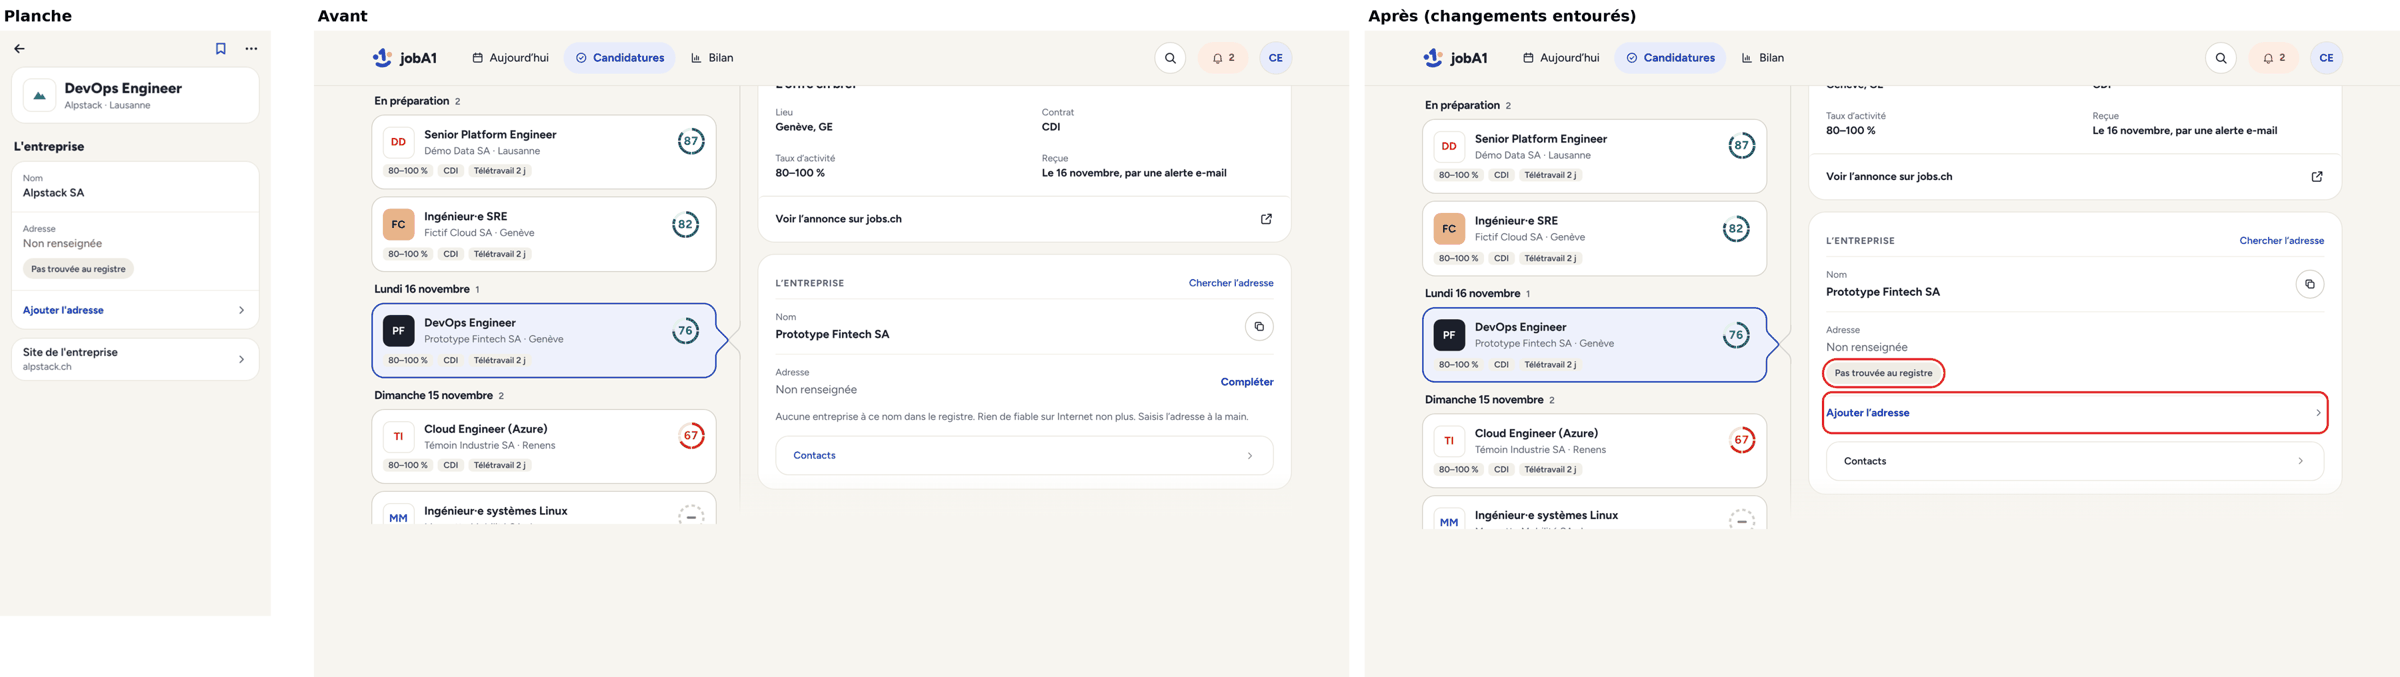 Planche
DevOps Engineer
Alpstack · Lausanne
L'entreprise
Nom
Alpstack SA
Adresse
Non renseignée
Pas trouvée au registre
Ajouter l'adresse
Site de l'entreprise
alpstack.ch
Avant
jobA1
Aujourd'hui
Candidatures
Bilan
2
CE
En préparation 2
DD
Senior Platform Engineer
Démo Data SA · Lausanne
87
80–100 %
CDI
Télétravail 2 j
FC
Ingénieur·e SRE
Fictif Cloud SA · Genève
82
80–100 %
CDI
Télétravail 2 j
Lundi 16 novembre 1
PF
DevOps Engineer
Prototype Fintech SA · Genève
76
80–100 %
CDI
Télétravail 2 j
Dimanche 15 novembre 2
TI
Cloud Engineer (Azure)
Témoin Industrie SA · Renens
67
80–100 %
CDI
Télétravail 2 j
MM
Ingénieur·e systèmes Linux
Lieu
Genève, GE
Contrat
CDI
Taux d'activité
80–100 %
Reçue
Le 16 novembre, par une alerte e-mail
Voir l'annonce sur jobs.ch
L'ENTREPRISE
Chercher l'adresse
Nom
Prototype Fintech SA
Adresse
Non renseignée
Compléter
Aucune entreprise à ce nom dans le registre. Rien de fiable sur Internet non plus. Saisis l'adresse à la main.
Contacts
Après (changements entourés)
jobA1
Aujourd'hui
Candidatures
Bilan
2
CE
En préparation 2
DD
Senior Platform Engineer
Démo Data SA · Lausanne
87
80–100 %
CDI
Télétravail 2 j
FC
Ingénieur·e SRE
Fictif Cloud SA · Genève
82
80–100 %
CDI
Télétravail 2 j
Lundi 16 novembre 1
PF
DevOps Engineer
Prototype Fintech SA · Genève
76
80–100 %
CDI
Télétravail 2 j
Dimanche 15 novembre 2
TI
Cloud Engineer (Azure)
Témoin Industrie SA · Renens
67
80–100 %
CDI
Télétravail 2 j
MM
Ingénieur·e systèmes Linux
Taux d'activité
80–100 %
Reçue
Le 16 novembre, par une alerte e-mail
Voir l'annonce sur jobs.ch
L'ENTREPRISE
Chercher l'adresse
Nom
Prototype Fintech SA
Adresse
Non renseignée
Pas trouvée au registre
Ajouter l'adresse
Contacts